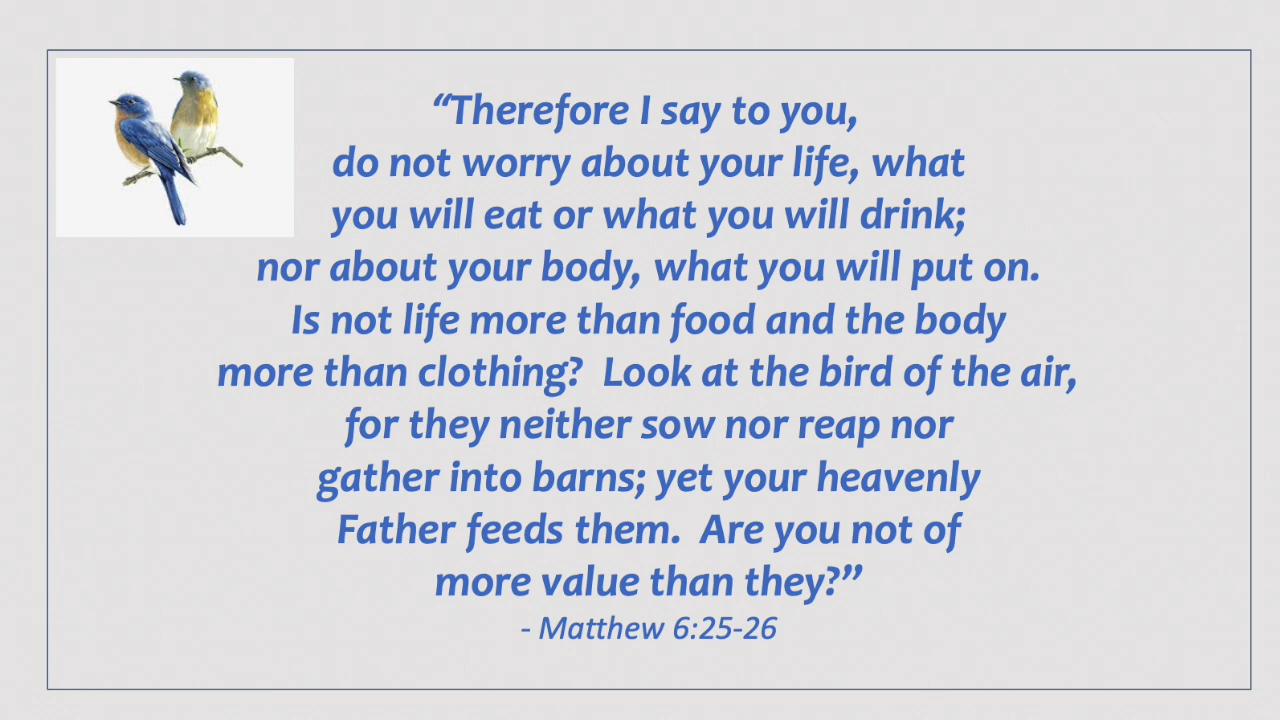 “Therefore I say to you,
do not worry about your life, what
you will eat or what you will drink;
nor about your body, what you will put on.
Is not life more than food and the body
more than clothing?  Look at the bird of the air,
for they neither sow nor reap nor
gather into barns; yet your heavenly
Father feeds them.  Are you not of
more value than they?”
- Matthew 6:25-26